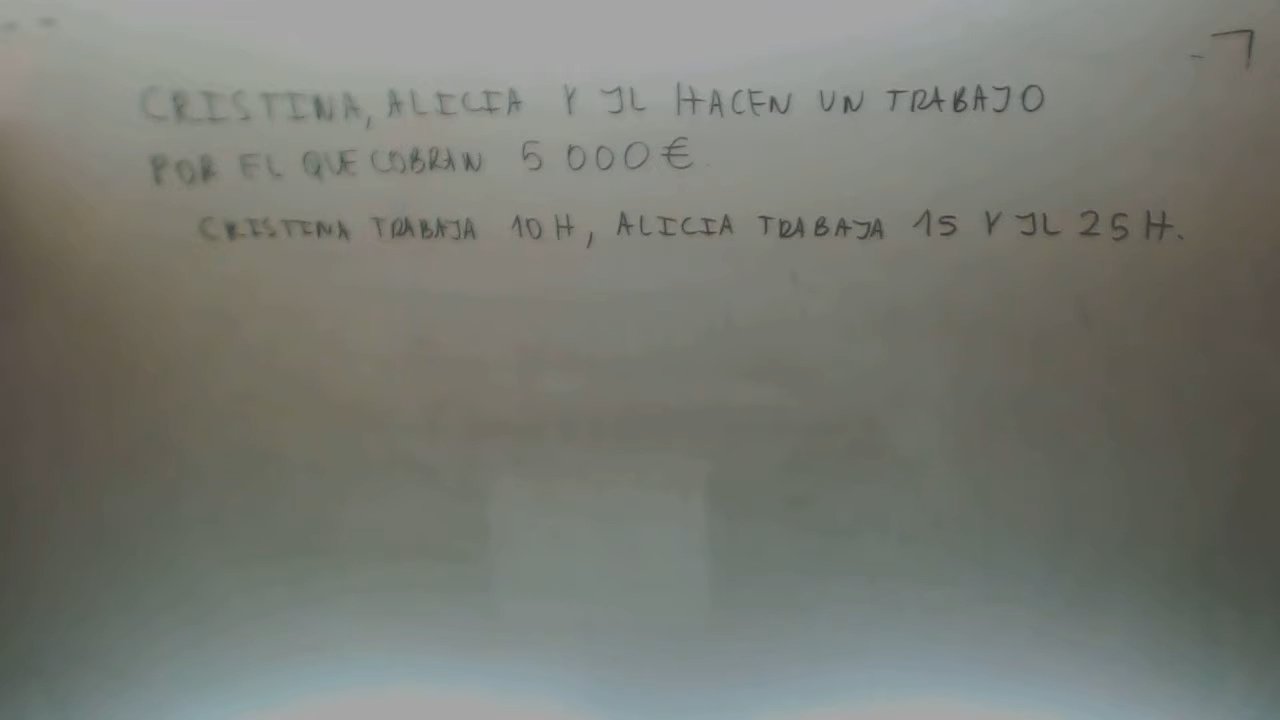 CRISTINA, ALICIA Y JL HACEN UN TRABAJO
POR EL QUE COBRAN 5 000 €
CRISTINA TRABAJA 10 H, ALICIA TRABAJA 15 Y JL 25 H.